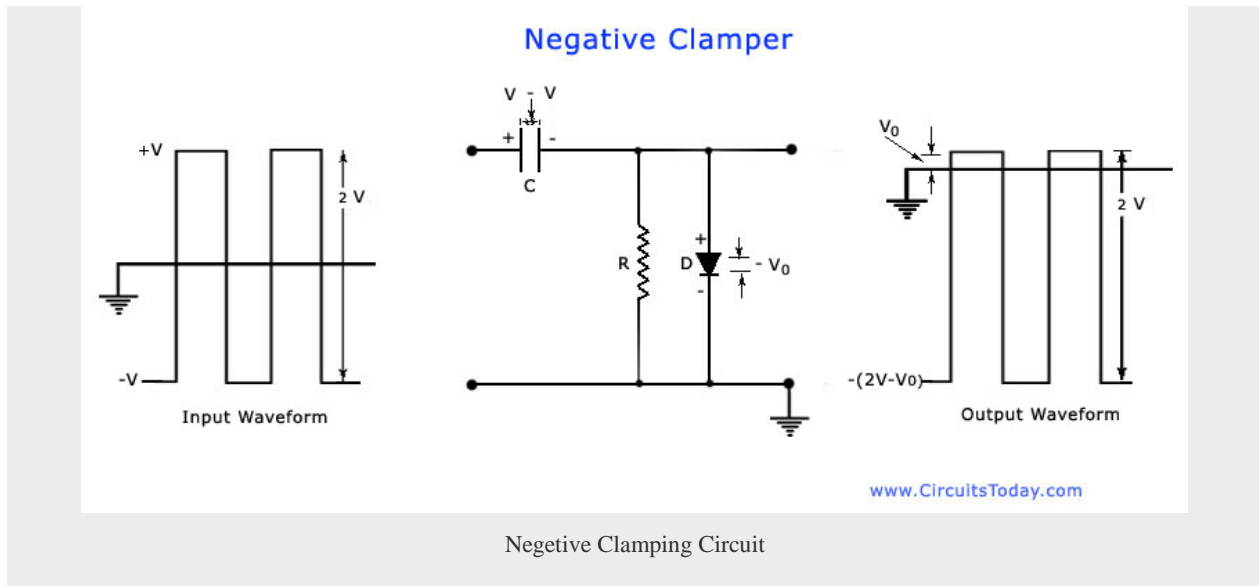 Negative Clamper
V - V
+ -
C
+V
2 V
-V
Input Waveform
R
D
+
-
- V0
V0
2 V
-(2V-V0)
Output Waveform
www.CircuitsToday.com
Negetive Clamping Circuit